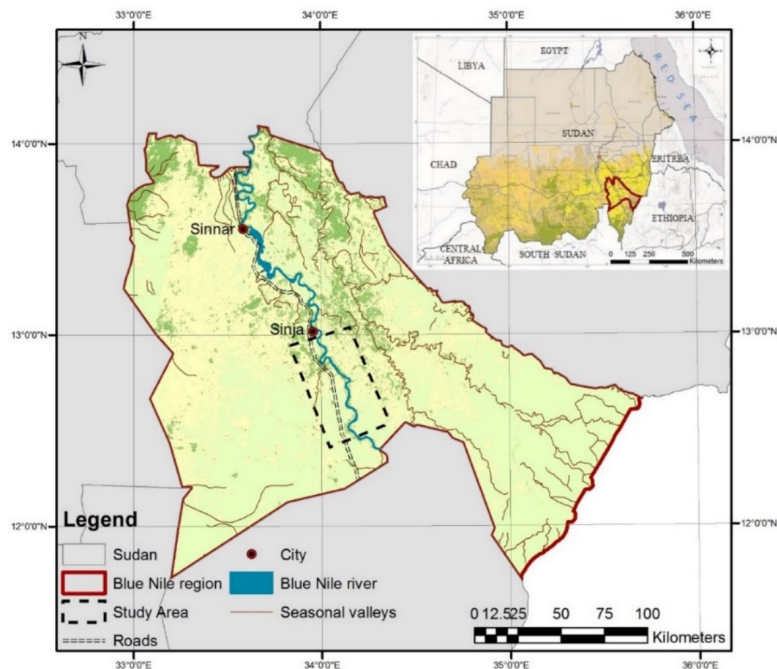 33°0'0"E 34°0'0"E 35°0'0"E 36°0'0"E
N
EGYPT
LIBYA
RED SEA
SUDAN
CHAD
ERITREA
ETHIOPIA
CENTRAL
AFRICA
SOUTH SUDAN
0 125 250 500
Kilometers
14°0'0"N 14°0'0"N
Sinnar
13°0'0"N 13°0'0"N
Sinja
12°0'0"N 12°0'0"N
Legend
Sudan
City
Blue Nile region
Blue Nile river
Study Area
Seasonal valleys
Roads
0 12.525 50 75 100
Kilometers
33°0'0"E 34°0'0"E 35°0'0"E 36°0'0"E